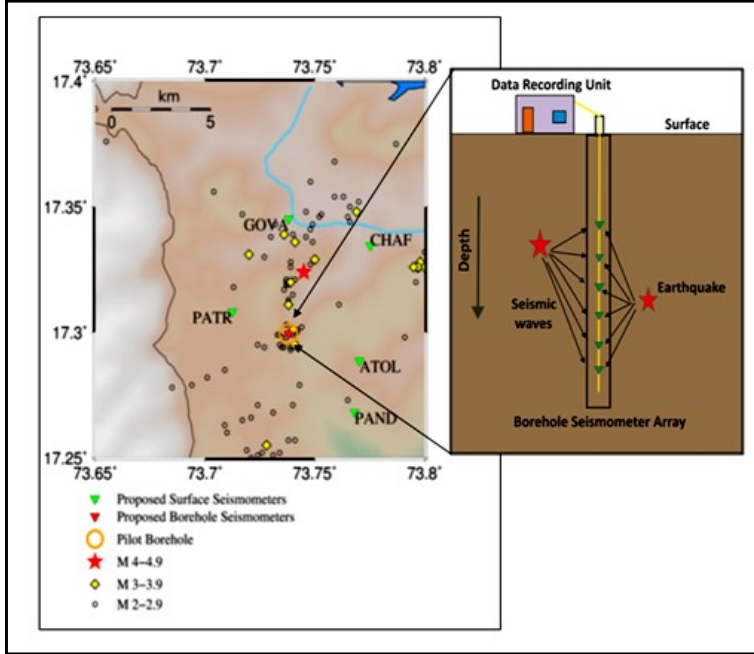 73.65° 73.7° 73.75° 73.8°
17.4°
km
0 5
17.35°
GOVA
CHAF
PATR
17.3°
ATOL
PAND
17.25°
73.65° 73.7° 73.75° 73.8°
Proposed Surface Seismometers
Proposed Borehole Seismometers
Pilot Borehole
M 4–4.9
M 3–3.9
M 2–2.9
Data Recording Unit
Surface
Depth
Seismic
waves
Earthquake
Borehole Seismometer Array